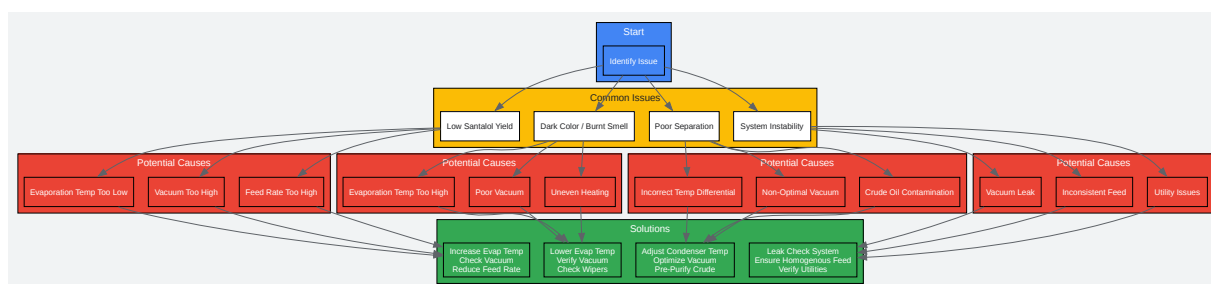 Start
Identify Issue
Common Issues
Low Santalol Yield
Dark Color / Burnt Smell
Poor Separation
System Instability
Potential Causes
Evaporation Temp Too Low
Vacuum Too High
Feed Rate Too High
Potential Causes
Evaporation Temp Too High
Poor Vacuum
Uneven Heating
Potential Causes
Incorrect Temp Differential
Non-Optimal Vacuum
Crude Oil Contamination
Potential Causes
Vacuum Leak
Inconsistent Feed
Utility Issues
Solutions
Increase Evap Temp
Check Vacuum
Reduce Feed Rate
Lower Evap Temp
Verify Vacuum
Check Wipers
Adjust Condenser Temp
Optimize Vacuum
Pre-Purify Crude
Leak Check System
Ensure Homogenous Feed
Verify Utilities